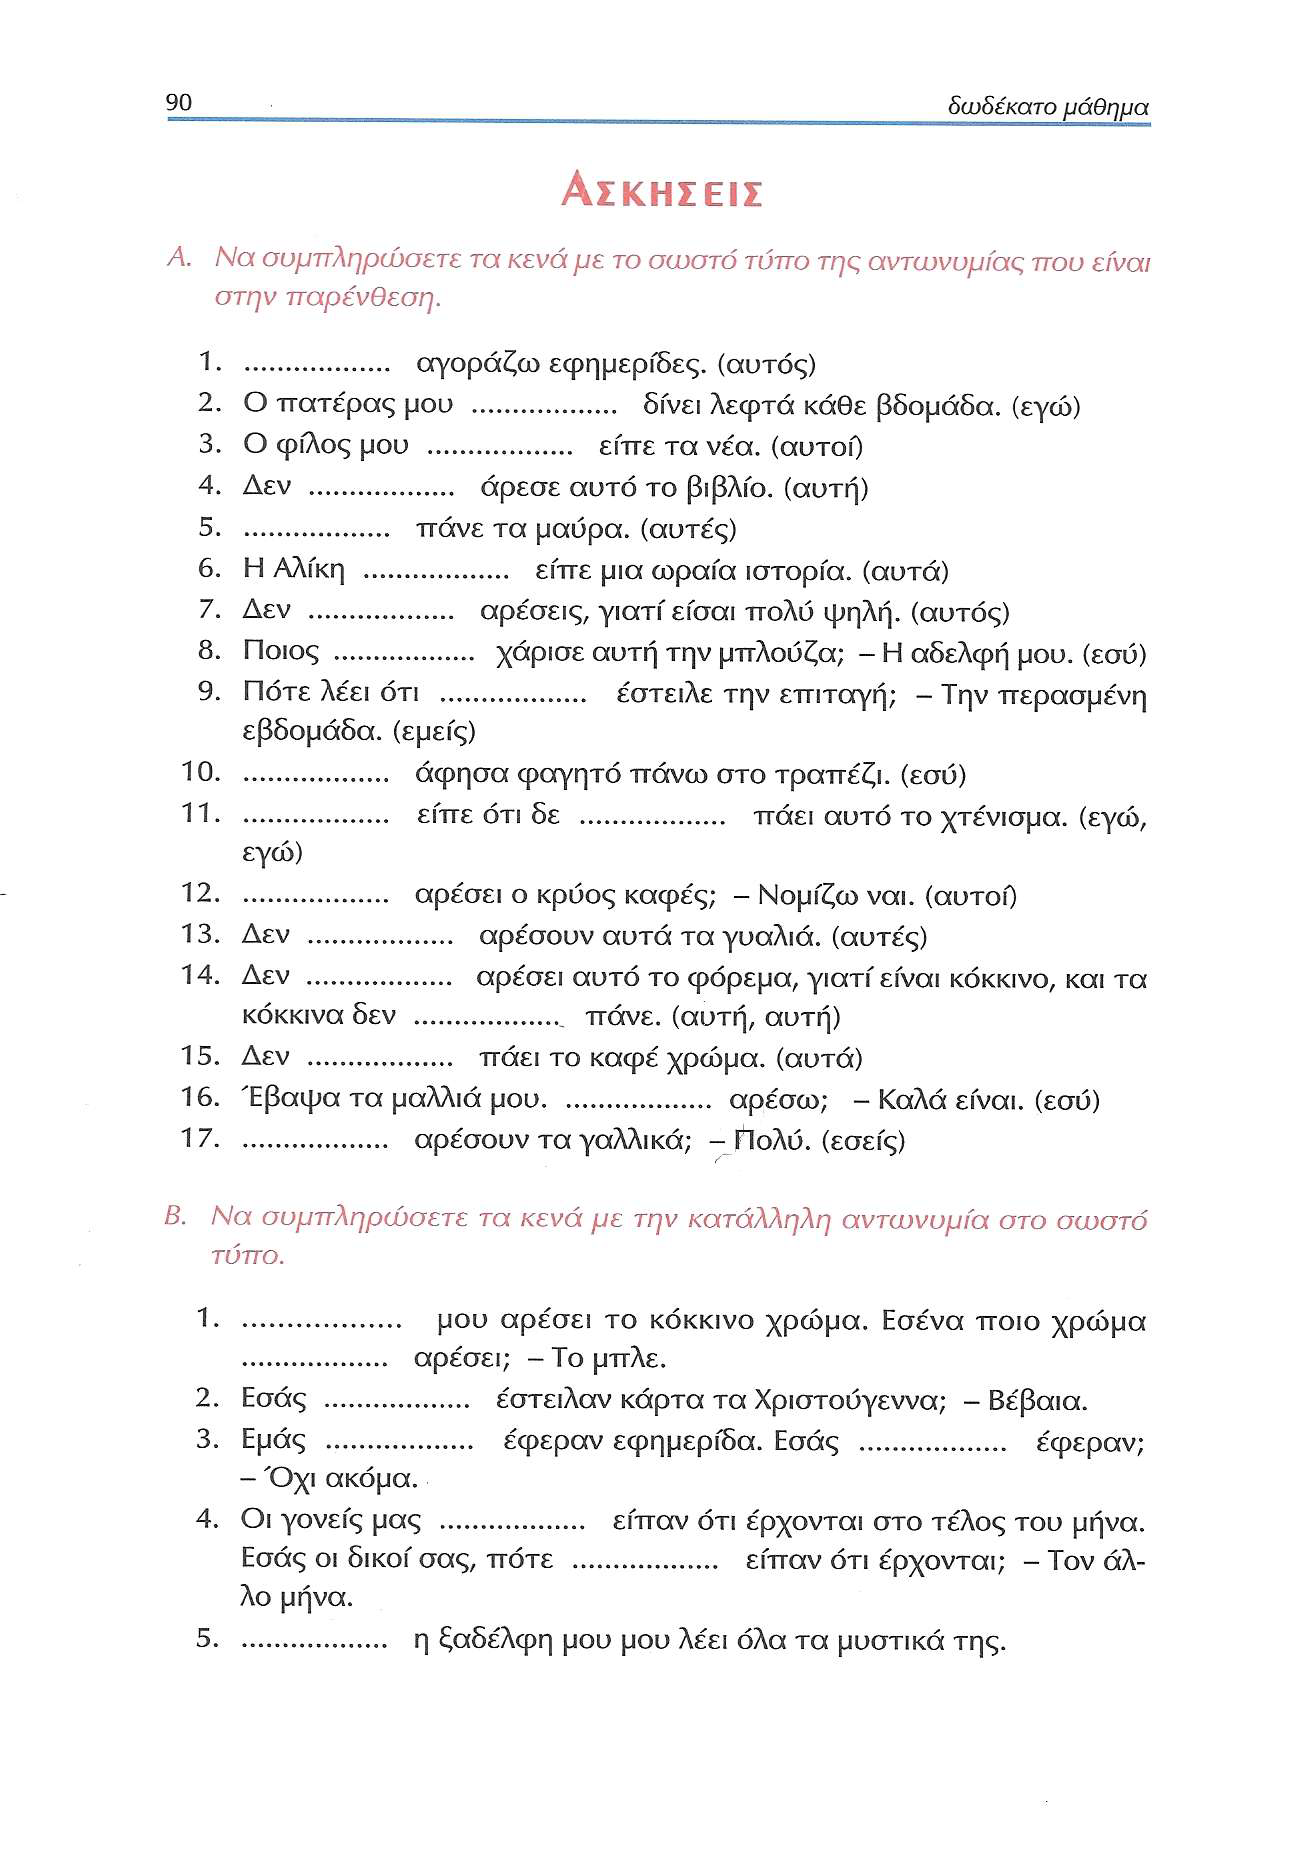 90 δωδέκατο μάθημα
ΑΣΚΗΣΕΙΣ
Α. Να συμπληρώσετε τα κενά με το σωστό τύπο της αντωνυμίας που είναι
στην παρένθεση.
1. .................. αγοράζω εφημερίδες. (αυτός)
2. Ο πατέρας μου .................. δίνει λεφτά κάθε βδομάδα. (εγώ)
3. Ο φίλος μου .................. είπε τα νέα. (αυτοί)
4. Δεν .................. άρεσε αυτό το βιβλίο. (αυτή)
5. .................. πάνε τα μαύρα. (αυτές)
6. Η Αλίκη .................. είπε μια ωραία ιστορία. (αυτά)
7. Δεν .................. αρέσεις, γιατί είσαι πολύ ψηλή. (αυτός)
8. Ποιος .................. χάρισε αυτή την μπλούζα; – Η αδελφή μου. (εσύ)
9. Πότε λέει ότι .................. έστειλε την επιταγή; – Την περασμένη
εβδομάδα. (εμείς)
10. .................. άφησα φαγητό πάνω στο τραπέζι. (εσύ)
11. .................. είπε ότι δε .................. πάει αυτό το χτένισμα. (εγώ,
εγώ)
12. .................. αρέσει ο κρύος καφές; – Νομίζω ναι. (αυτοί)
13. Δεν .................. αρέσουν αυτά τα γυαλιά. (αυτές)
14. Δεν .................. αρέσει αυτό το φόρεμα, γιατί είναι κόκκινο, και τα
κόκκινα δεν .................. πάνε. (αυτή, αυτή)
15. Δεν .................. πάει το καφέ χρώμα. (αυτά)
16. Έβαψα τα μαλλιά μου. .................. αρέσω; – Καλά είναι. (εσύ)
17. .................. αρέσουν τα γαλλικά; – Πολύ. (εσείς)
Β. Να συμπληρώσετε τα κενά με την κατάλληλη αντωνυμία στο σωστό
τύπο.
1. .................. μου αρέσει το κόκκινο χρώμα. Εσένα ποιο χρώμα
.................. αρέσει; – Το μπλε.
2. Εσάς .................. έστειλαν κάρτα τα Χριστούγεννα; – Βέβαια.
3. Εμάς .................. έφεραν εφημερίδα. Εσάς .................. έφεραν;
– Όχι ακόμα.
4. Οι γονείς μας .................. είπαν ότι έρχονται στο τέλος του μήνα.
Εσάς οι δικοί σας, πότε .................. είπαν ότι έρχονται; – Τον άλ-
λο μήνα.
5. .................. η ξαδέλφη μου μου λέει όλα τα μυστικά της.